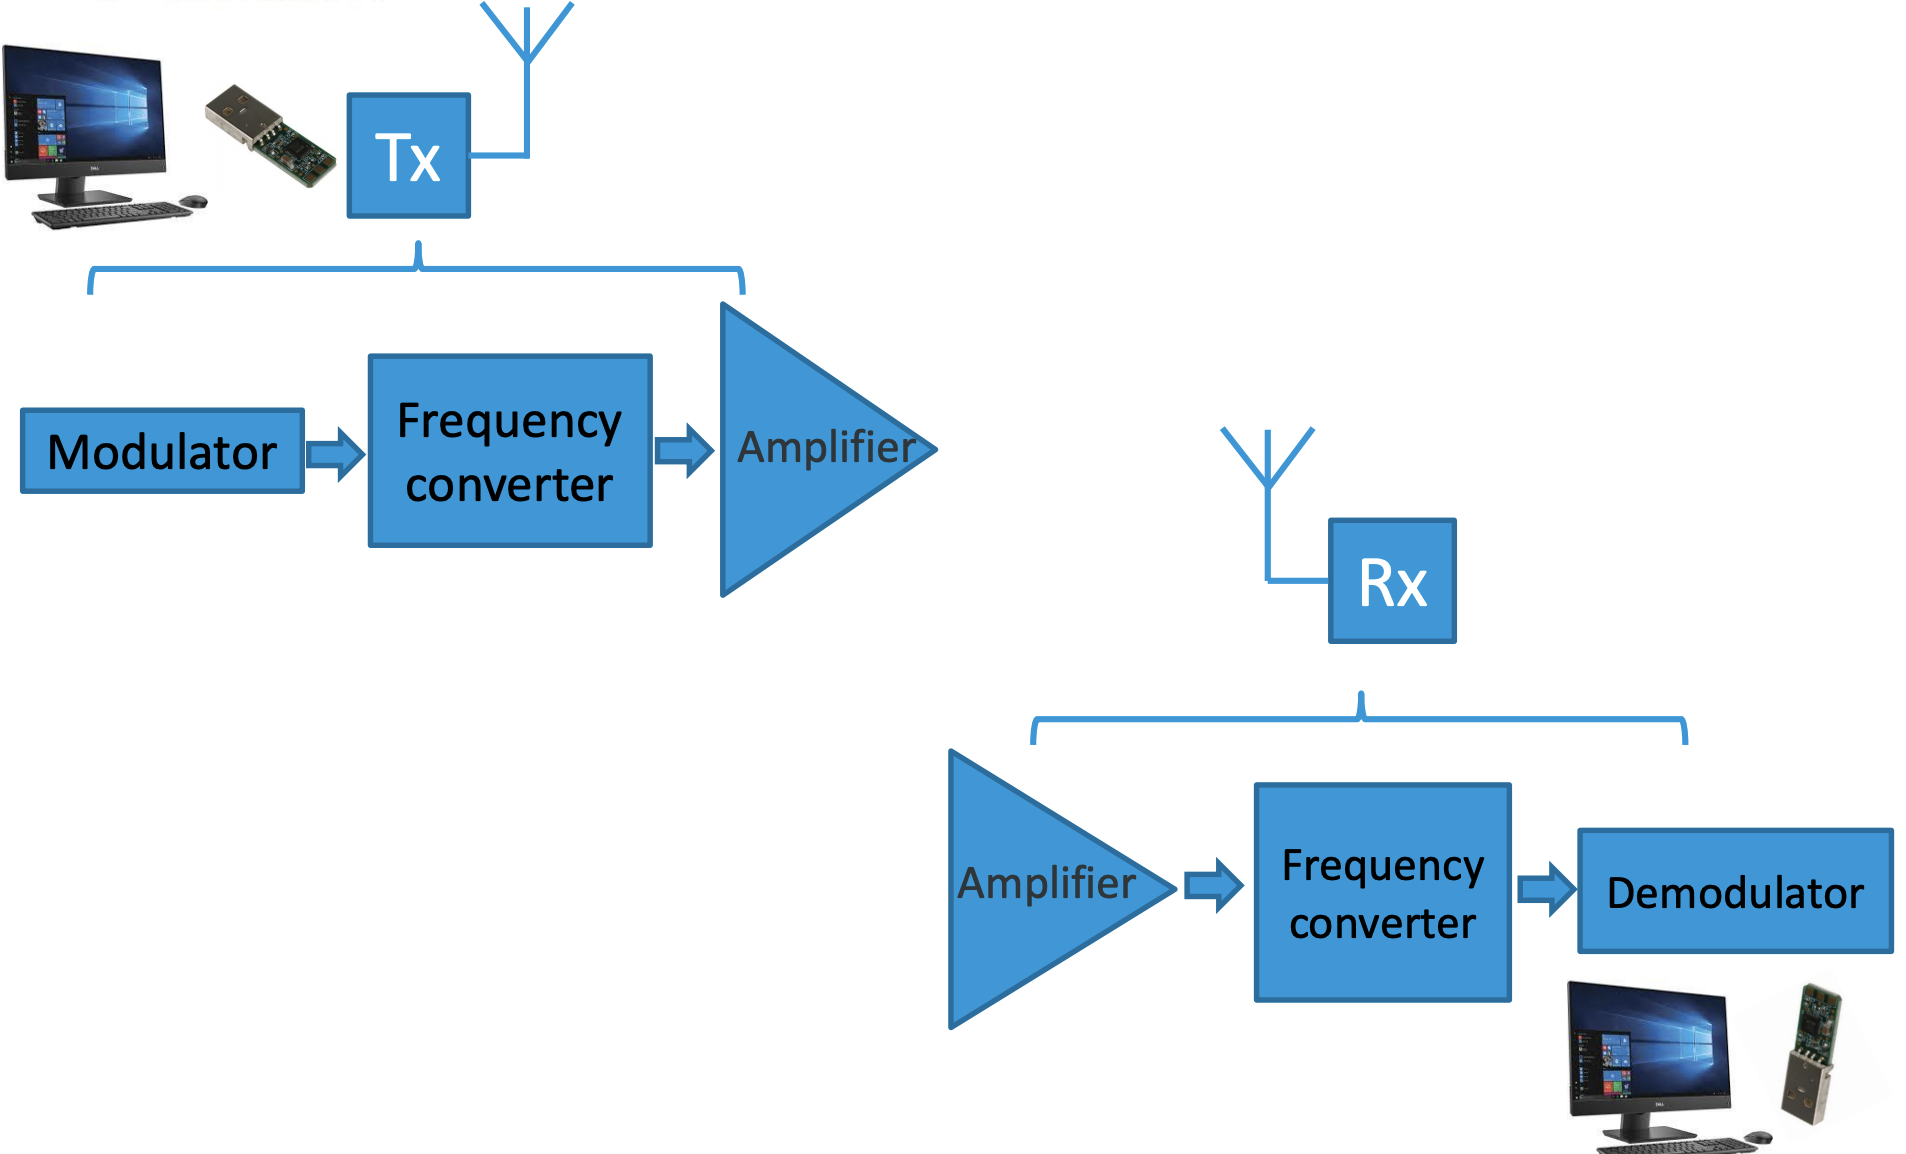 Tx
Modulator
Frequency
converter
Amplifier
Rx
Amplifier
Frequency
converter
Demodulator